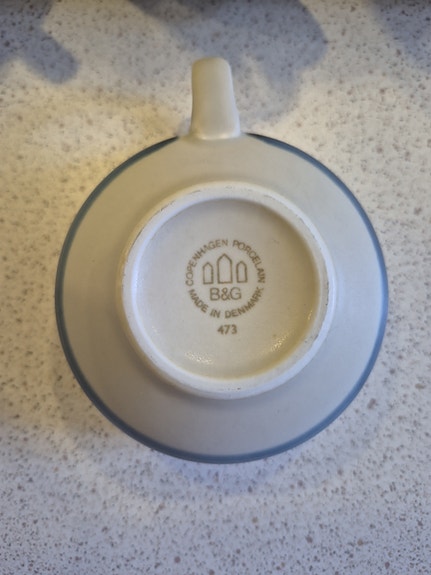 COPENHAGEN PORCELAIN
B&G
MADE IN DENMARK
473